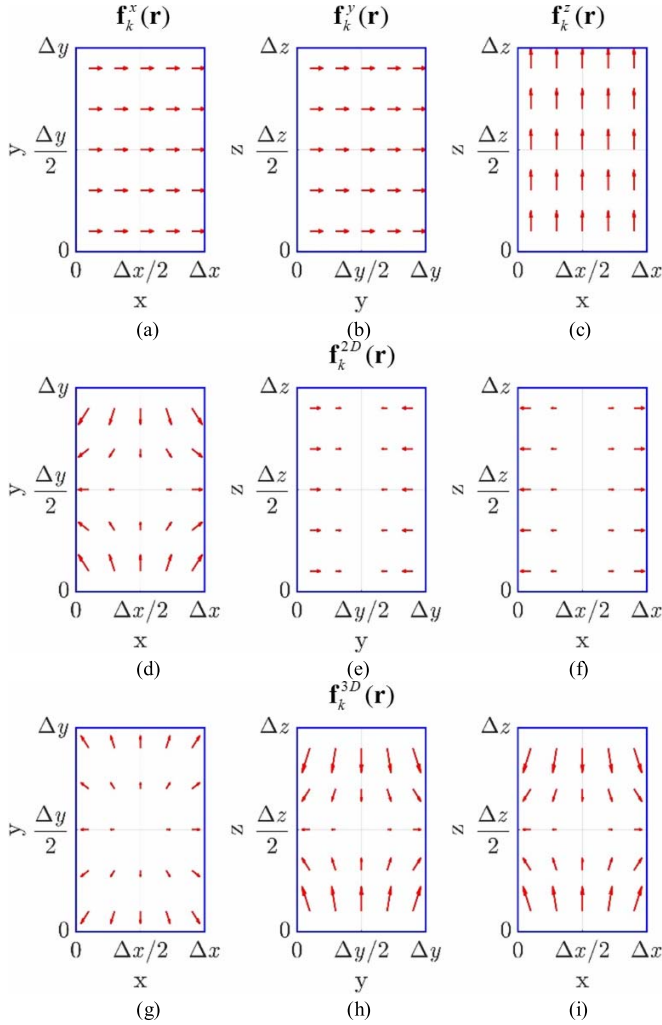 f_k^x(r) f_k^y(r) f_k^z(r)
Δy Δz Δz
y Δy/2 z Δz/2 z Δz/2
0 0 0
0 Δx/2 Δx 0 Δy/2 Δy 0 Δx/2 Δx
x y x
(a) (b) (c)
f_k^{2D}(r)
Δy Δz Δz
y Δy/2 z Δz/2 z Δz/2
0 0 0
0 Δx/2 Δx 0 Δy/2 Δy 0 Δx/2 Δx
x y x
(d) (e) (f)
f_k^{3D}(r)
Δy Δz Δz
y Δy/2 z Δz/2 z Δz/2
0 0 0
0 Δx/2 Δx 0 Δy/2 Δy 0 Δx/2 Δx
x y x
(g) (h) (i)